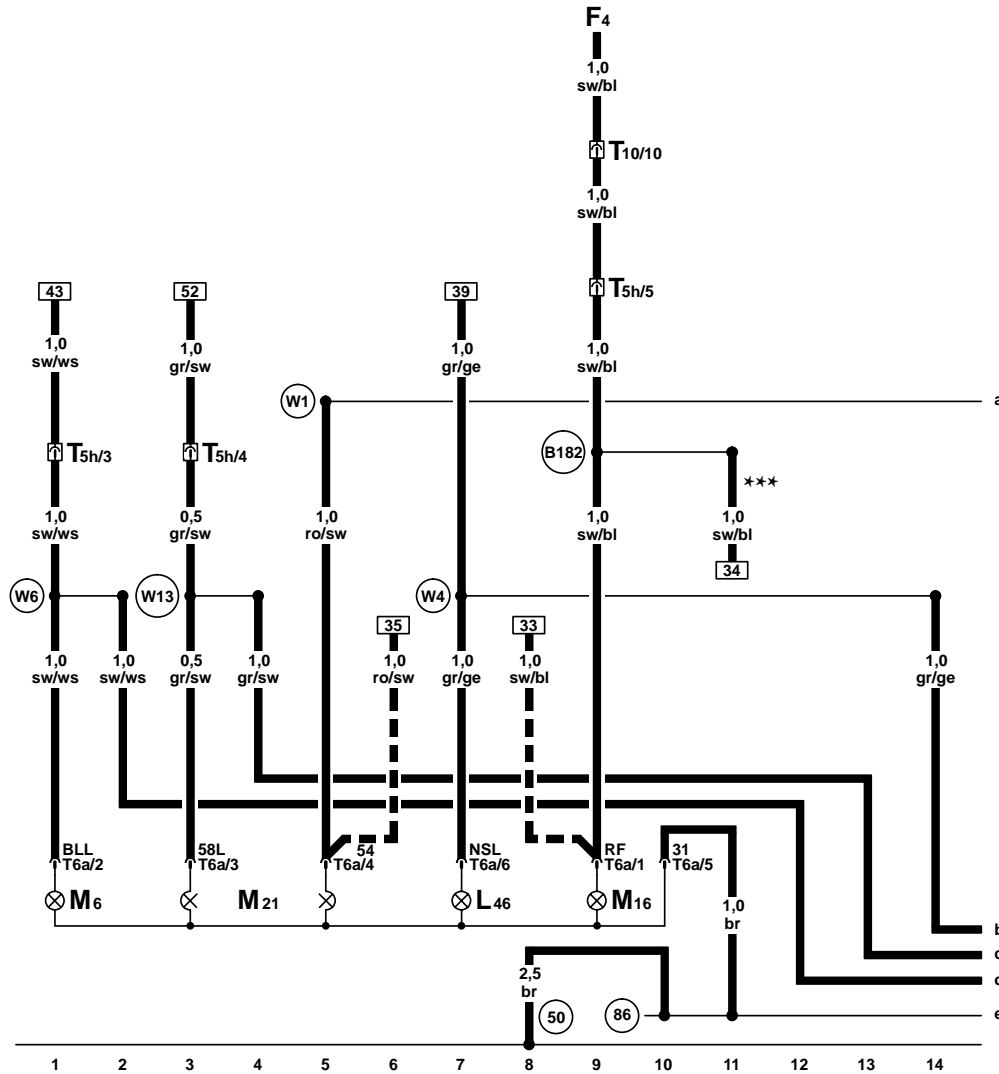 F4
1,0
sw/bl
T10/10
1,0
sw/bl
43
52
39
T5h/5
1,0
sw/ws
1,0
gr/sw
1,0
gr/ge
1,0
sw/bl
W1
a
T5h/3
T5h/4
B182
★★★
1,0
sw/ws
0,5
gr/sw
1,0
ro/sw
1,0
sw/bl
1,0
sw/bl
34
W6
W13
W4
35
33
1,0
sw/ws
1,0
sw/ws
0,5
gr/sw
1,0
gr/sw
1,0
ro/sw
1,0
gr/ge
1,0
sw/bl
1,0
gr/ge
BLL
T6a/2
58L
T6a/3
54
T6a/4
NSL
T6a/6
RF
T6a/1
31
T6a/5
M6
M21
L46
M16
1,0
br
b
2,5
br
50
86
e
1 2 3 4 5 6 7 8 9 10 11 12 13 14